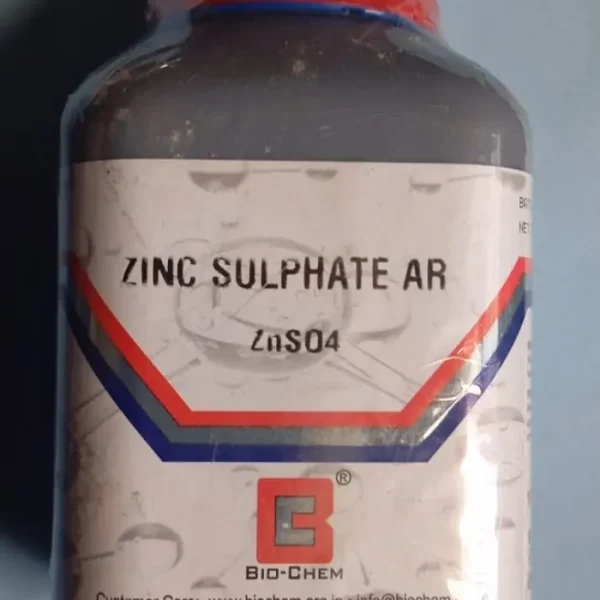 ZINC SULPHATE AR
ZnSO4
®
BIO-CHEM